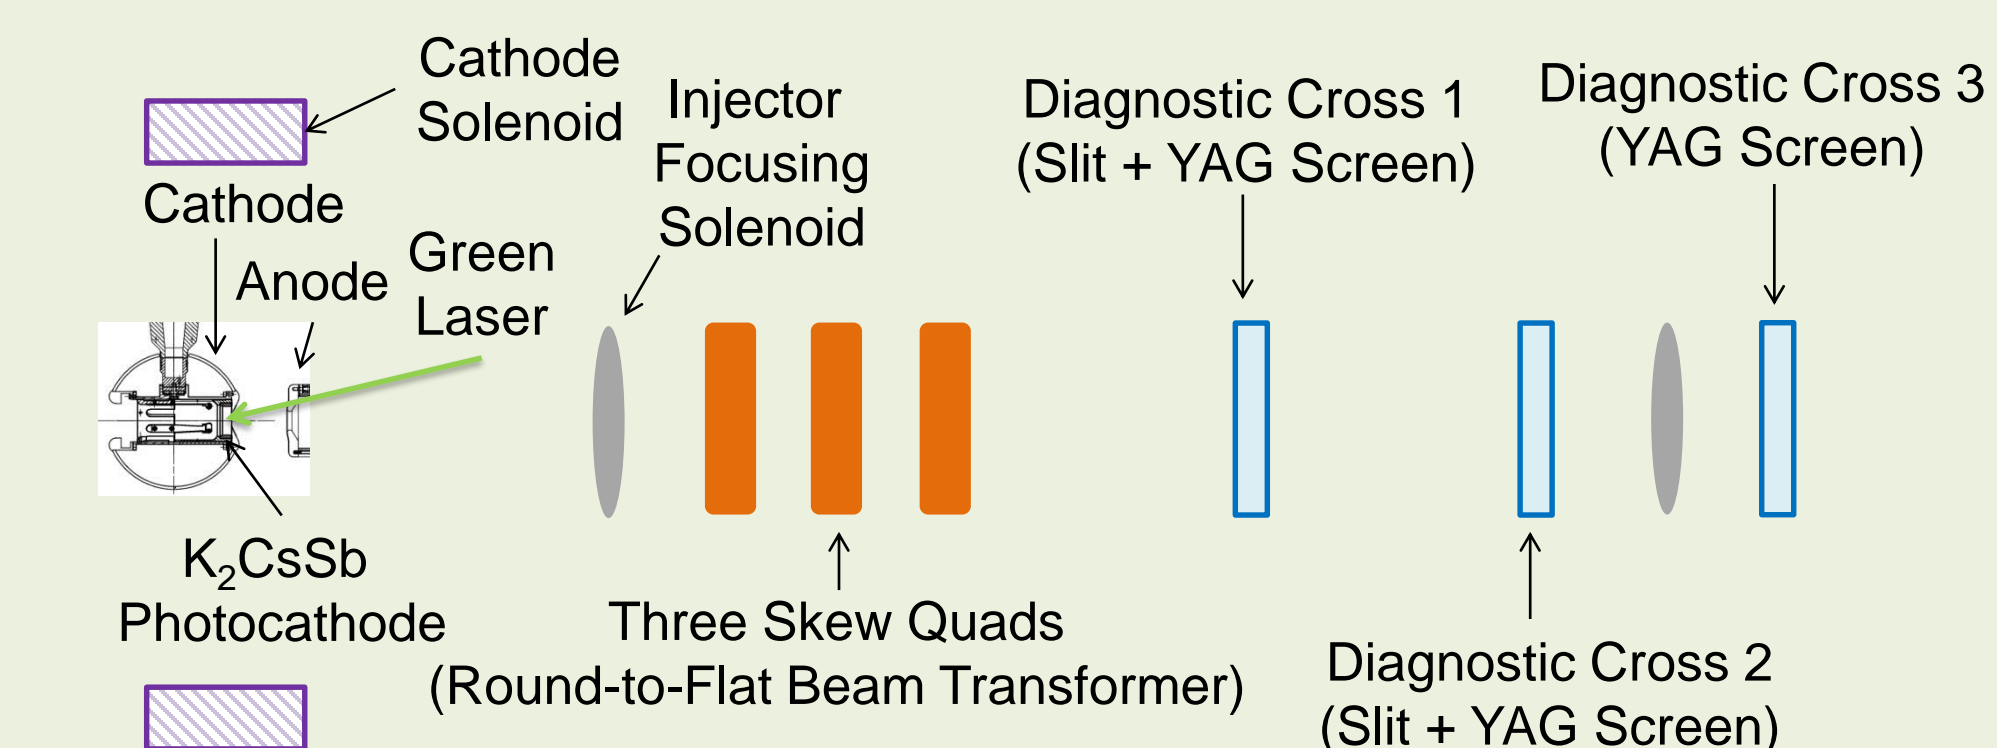 Cathode
Solenoid
Injector
Focusing
Solenoid
Diagnostic Cross 1
(Slit + YAG Screen)
Diagnostic Cross 3
(YAG Screen)
Cathode
Anode
Green
Laser
K₂CsSb
Photocathode
Three Skew Quads
(Round-to-Flat Beam Transformer)
Diagnostic Cross 2
(Slit + YAG Screen)